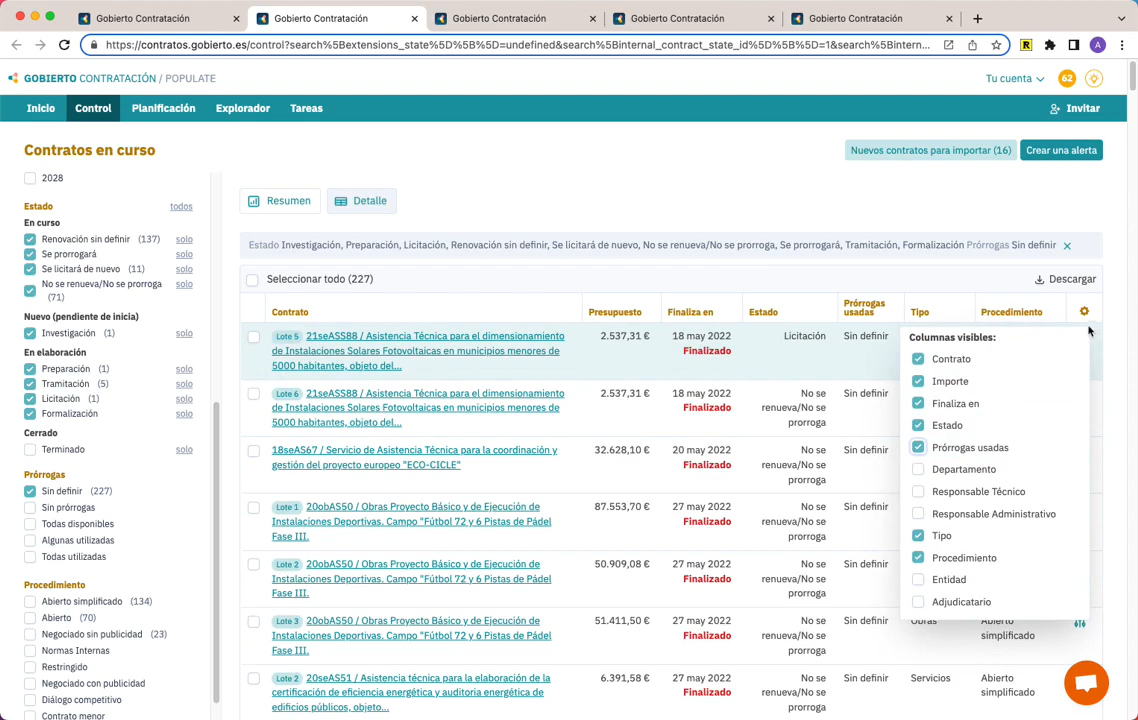 Gobierto Contratación
Gobierto Contratación
Gobierto Contratación
Gobierto Contratación
Gobierto Contratación
https://contratos.gobierto.es/control?search%5Bextensions_state%5D%5B%5D=undefined&search%5Binternal_contract_state_id%5D%5B%5D=1&search%5Bintern...
R
A
GOBIERTO CONTRATACIÓN / POPULATE
Tu cuenta
62
Inicio
Control
Planificación
Explorador
Tareas
Invitar
Contratos en curso
Nuevos contratos para importar (16)
Crear una alerta
2028
Estado
todos
En curso
Renovación sin definir (137) solo
Se prorrogará solo
Se licitará de nuevo (11) solo
No se renueva/No se prorroga solo
(71)
Nuevo (pendiente de inicia)
Investigación (1) solo
En elaboración
Preparación (1) solo
Tramitación (5) solo
Licitación (1) solo
Formalización solo
Cerrado
Terminado solo
Prórrogas
Sin definir (227)
Sin prórrogas
Todas disponibles
Algunas utilizadas
Todas utilizadas
Procedimiento
Abierto simplificado (134)
Abierto (70)
Negociado sin publicidad (23)
Normas Internas
Restringido
Negociado con publicidad
Diálogo competitivo
Contrato menor
Resumen
Detalle
Estado Investigación, Preparación, Licitación, Renovación sin definir, Se licitará de nuevo, No se renueva/No se prorroga, Se prorrogará, Tramitación, Formalización Prórrogas Sin definir
Seleccionar todo (227)
Descargar
Contrato
Presupuesto
Finaliza en
Estado
Prórrogas
usadas
Tipo
Procedimiento
Lote 5 21seASS88 / Asistencia Técnica para el dimensionamiento
de Instalaciones Solares Fotovoltaicas en municipios menores de
5000 habitantes, objeto del...
2.537,31 €
18 may 2022
Finalizado
Licitación
Sin definir
Lote 6 21seASS88 / Asistencia Técnica para el dimensionamiento
de Instalaciones Solares Fotovoltaicas en municipios menores de
5000 habitantes, objeto del...
2.537,31 €
18 may 2022
Finalizado
No se
renueva/No se
prorroga
Sin definir
18seAS67 / Servicio de Asistencia Técnica para la coordinación y
gestión del proyecto europeo "ECO-CICLE"
32.628,10 €
20 may 2022
Finalizado
No se
renueva/No se
prorroga
Sin definir
Lote 1 20obAS50 / Obras Proyecto Básico y de Ejecución de
Instalaciones Deportivas. Campo "Fútbol 72 y 6 Pistas de Pádel
Fase III.
87.553,70 €
27 may 2022
Finalizado
No se
renueva/No se
prorroga
Sin definir
Lote 2 20obAS50 / Obras Proyecto Básico y de Ejecución de
Instalaciones Deportivas. Campo "Fútbol 72 y 6 Pistas de Pádel
Fase III.
50.909,08 €
27 may 2022
Finalizado
No se
renueva/No se
prorroga
Sin definir
Lote 3 20obAS50 / Obras Proyecto Básico y de Ejecución de
Instalaciones Deportivas. Campo "Fútbol 72 y 6 Pistas de Pádel
Fase III.
51.411,50 €
27 may 2022
Finalizado
No se
renueva/No se
prorroga
Sin definir
Obras
Abierto
simplificado
Lote 2 20seAS51 / Asistencia técnica para la elaboración de la
certificación de eficiencia energética y auditoria energética de
edificios públicos, objeto...
6.391,58 €
27 may 2022
Finalizado
No se
renueva/No se
prorroga
Sin definir
Servicios
Abierto
simplificado
Columnas visibles:
Contrato
Importe
Finaliza en
Estado
Prórrogas usadas
Departamento
Responsable Técnico
Responsable Administrativo
Tipo
Procedimiento
Entidad
Adjudicatario